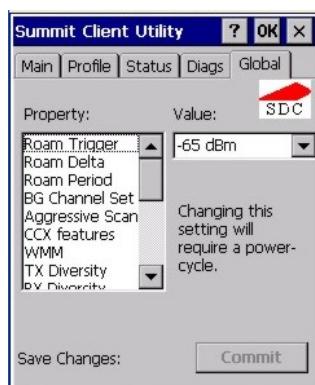 Summit Client Utility ? OK ×
Main Profile Status Diags Global
SDC
Property: Value:
Roam Trigger
-65 dBm
Roam Delta
Roam Period
BG Channel Set
Aggressive Scan
CCX features
WMM
TX Diversity
RX Diversity
Changing this
setting will
require a power-
cycle.
Save Changes: Commit